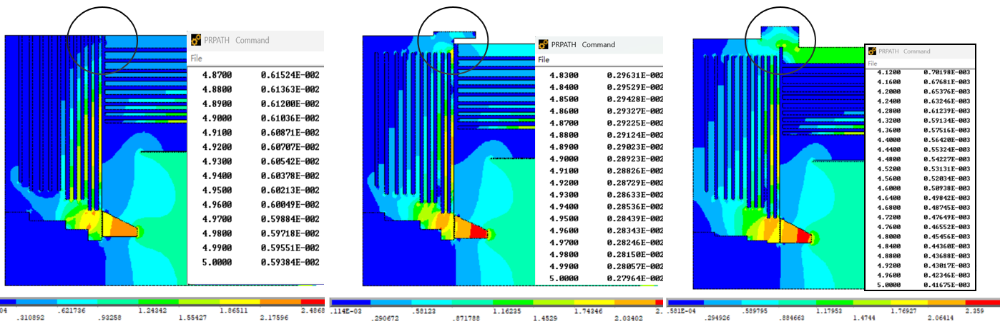 PRPATH Command
File
4.8700 0.61524E-002
4.8800 0.61363E-002
4.8900 0.61200E-002
4.9000 0.61036E-002
4.9100 0.60871E-002
4.9200 0.60707E-002
4.9300 0.60542E-002
4.9400 0.60378E-002
4.9500 0.60213E-002
4.9600 0.60049E-002
4.9700 0.59884E-002
4.9800 0.59718E-002
4.9900 0.59551E-002
5.0000 0.59384E-002
04 .621736 1.24342 1.86511 2.4868
.310892 .93258 1.55427 2.17596
PRPATH Command
File
4.8300 0.29631E-002
4.8400 0.29529E-002
4.8500 0.29428E-002
4.8600 0.29327E-002
4.8700 0.29225E-002
4.8800 0.29124E-002
4.8900 0.29023E-002
4.9000 0.28923E-002
4.9100 0.28826E-002
4.9200 0.28729E-002
4.9300 0.28633E-002
4.9400 0.28536E-002
4.9500 0.28439E-002
4.9600 0.28343E-002
4.9700 0.28246E-002
4.9800 0.28150E-002
4.9900 0.28057E-002
5.0000 0.27964E-002
.114E-03 .58123 1.16235 1.74346 2.
.290672 .871788 1.4529 2.03402
PRPATH Command
File
4.1200 0.70198E-003
4.1600 0.67681E-003
4.2000 0.65376E-003
4.2400 0.63246E-003
4.2800 0.61239E-003
4.3200 0.59134E-003
4.3600 0.57516E-003
4.4000 0.56420E-003
4.4400 0.55324E-003
4.4800 0.54227E-003
4.5200 0.53131E-003
4.5600 0.52034E-003
4.6000 0.50938E-003
4.6400 0.49842E-003
4.6800 0.48745E-003
4.7200 0.47649E-003
4.7600 0.46552E-003
4.8000 0.45456E-003
4.8400 0.44360E-003
4.8800 0.43688E-003
4.9200 0.43017E-003
4.9600 0.42346E-003
5.0000 0.41675E-003
.581E-04 .589795 1.17953 1.76927 2.359
.294926 .884663 1.4744 2.06414